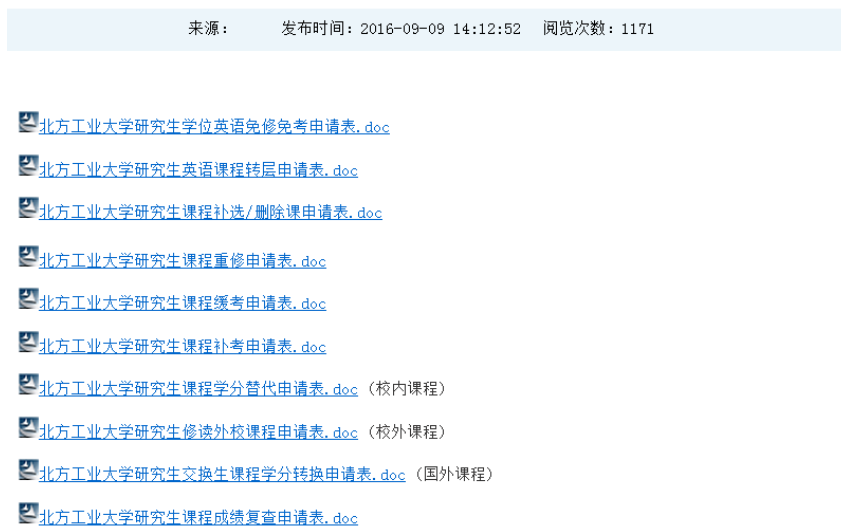 来源： 发布时间：2016-09-09 14:12:52 阅览次数：1171
北方工业大学研究生学位英语免修免考申请表.doc
北方工业大学研究生英语课程转层申请表.doc
北方工业大学研究生课程补选/删除课申请表.doc
北方工业大学研究生课程重修申请表.doc
北方工业大学研究生课程缓考申请表.doc
北方工业大学研究生课程补考申请表.doc
北方工业大学研究生课程学分替代申请表.doc（校内课程）
北方工业大学研究生修读外校课程申请表.doc（校外课程）
北方工业大学研究生交换生课程学分转换申请表.doc（国外课程）
北方工业大学研究生课程成绩复查申请表.doc